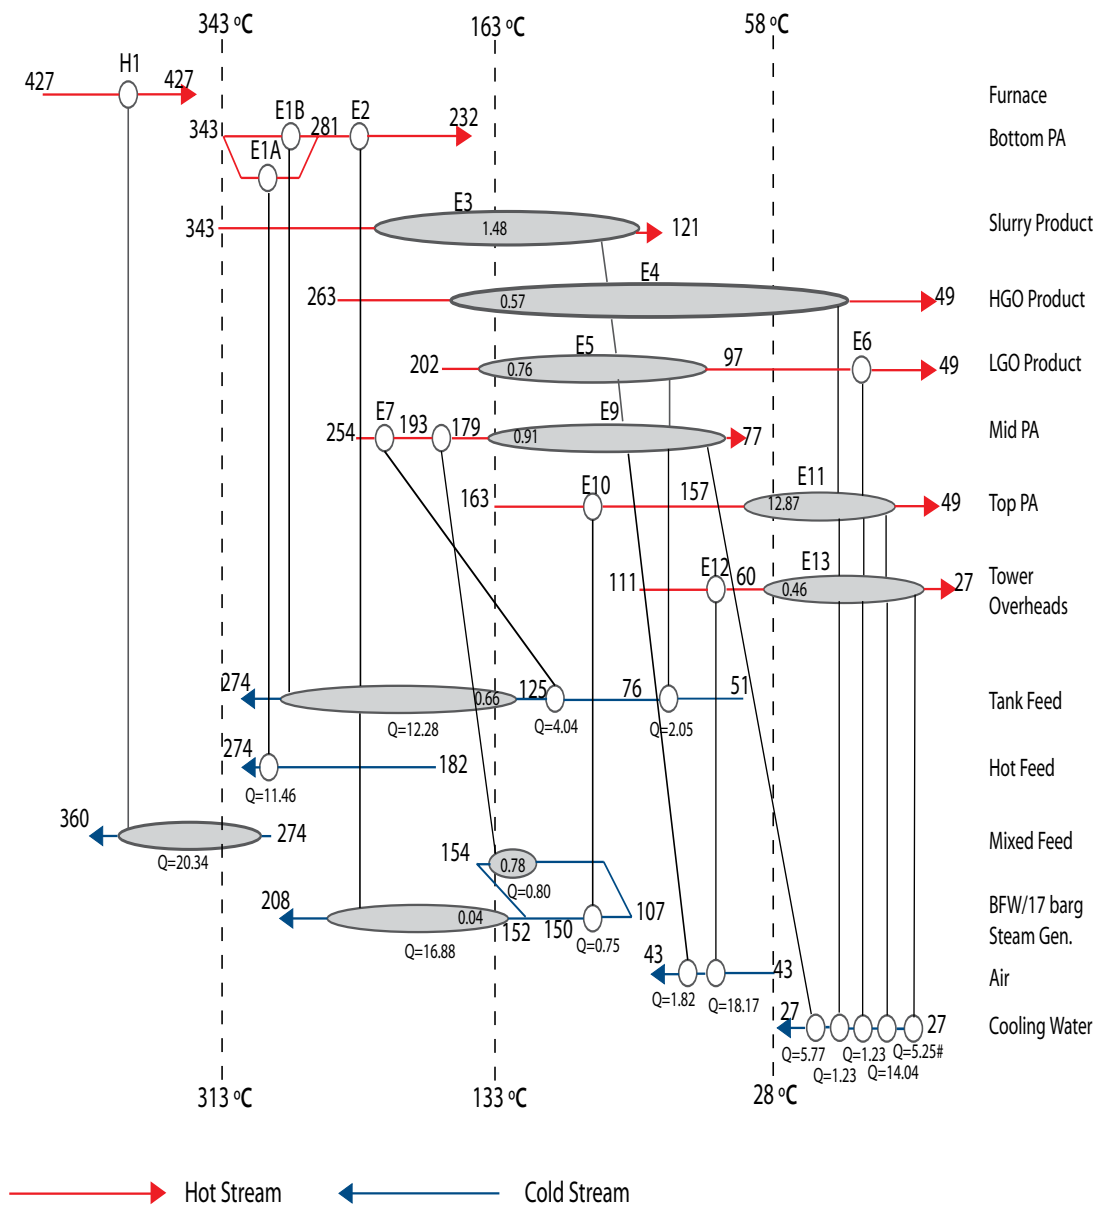 343 ºC
163 ºC
58 ºC
H1
427
427
Furnace
E1B
E2
343
281
232
Bottom PA
E1A
E3
343
1.48
121
Slurry Product
E4
263
0.57
49
HGO Product
E5
E6
202
0.76
97
49
LGO Product
E7
E9
254
193
179
0.91
77
Mid PA
E10
E11
163
157
12.87
49
Top PA
E12
E13
111
60
0.46
27
Tower
Overheads
274
0.66
125
76
51
Tank Feed
Q=12.28
Q=4.04
Q=2.05
274
182
Hot Feed
Q=11.46
360
274
Mixed Feed
Q=20.34
154
0.78
Q=0.80
208
0.04
152
150
107
BFW/17 barg
Steam Gen.
Q=16.88
Q=0.75
43
43
Air
Q=1.82
Q=18.17
27
27
Cooling Water
Q=5.77
Q=1.23
Q=5.25#
Q=1.23
Q=14.04
313 ºC
133 ºC
28 ºC
Hot Stream
Cold Stream